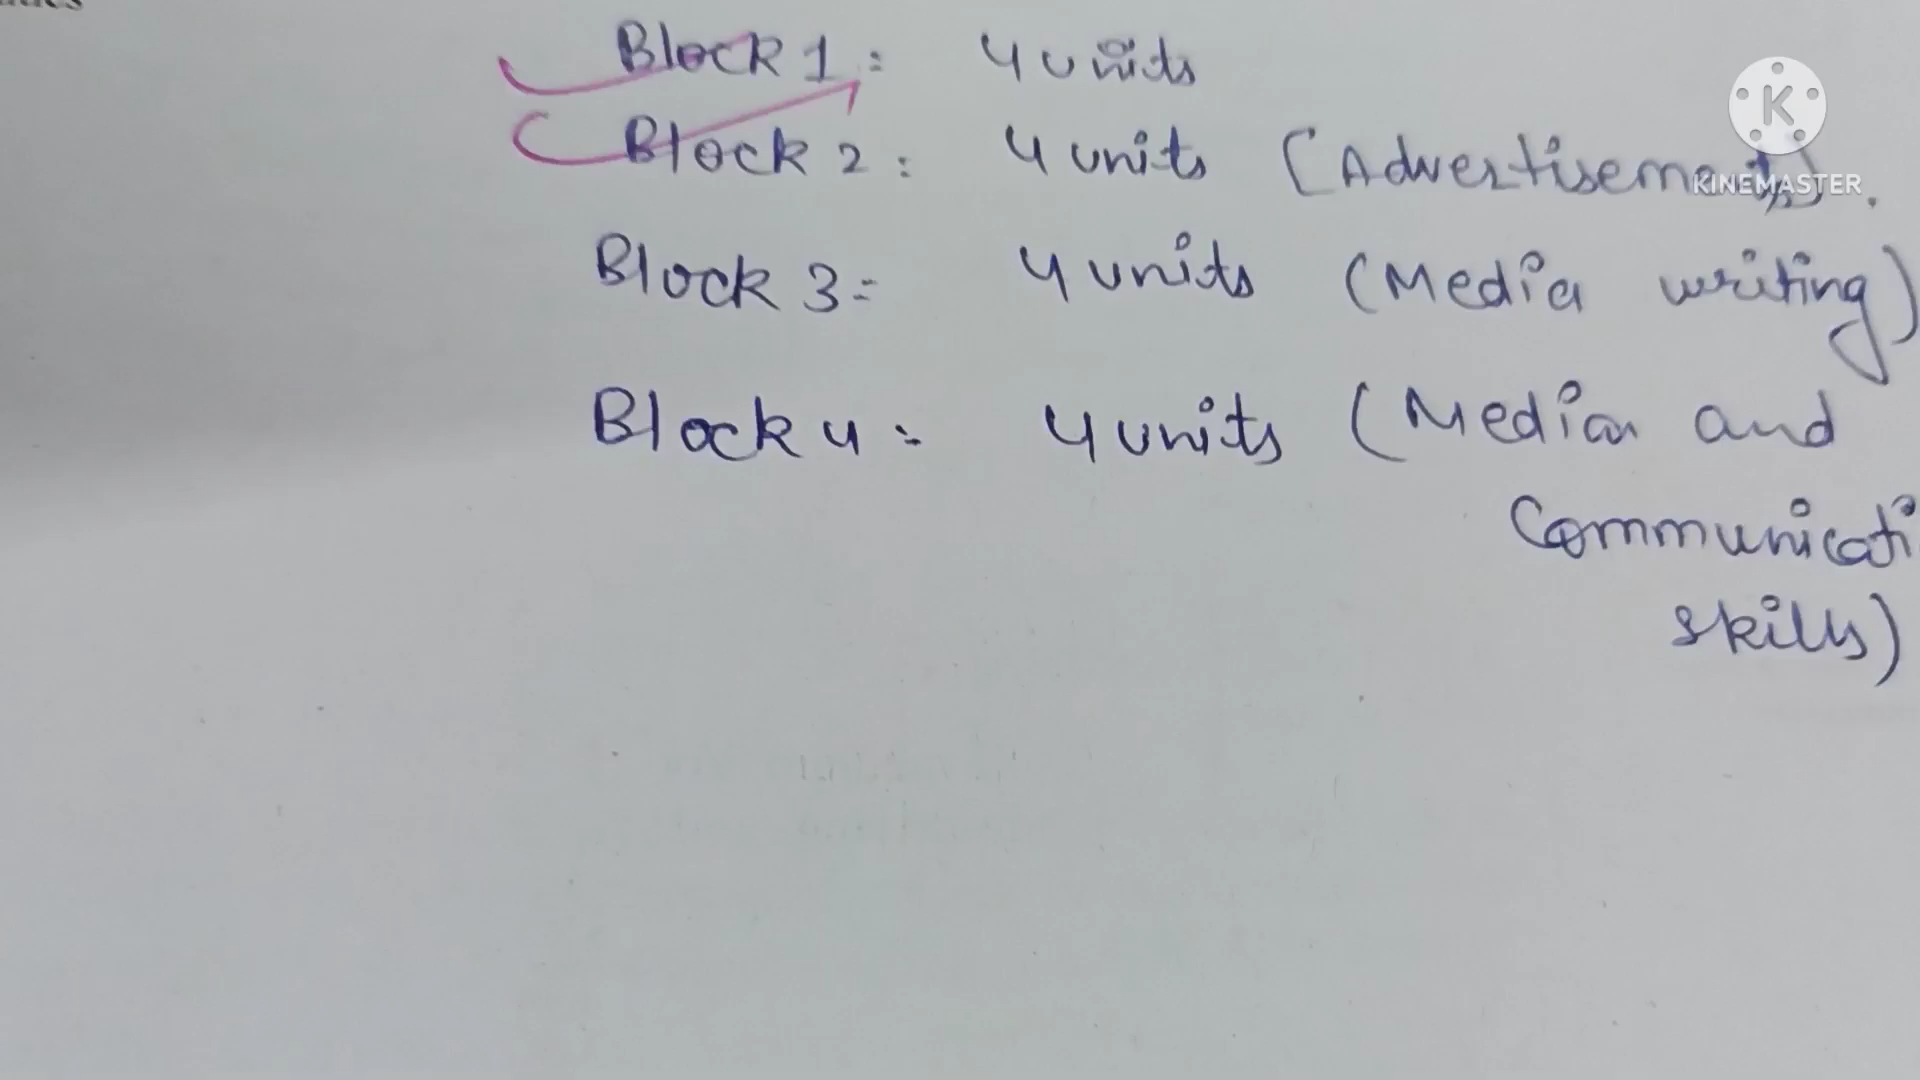 Block 1: 4 units
Block 2: 4 units (Advertisements).
Block 3: 4 units (Media writing)
Block 4: 4 units (Media and
Communicati
skills)
KINEMASTER